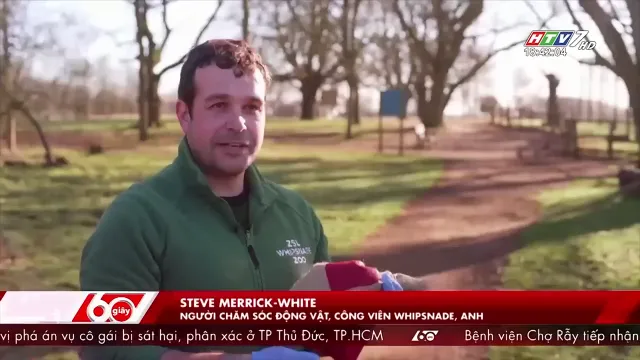 HTV7 HD
18:42:04
ZSL
WHIPSNADE
ZOO
60 giây
STEVE MERRICK-WHITE
NGƯỜI CHĂM SÓC ĐỘNG VẬT, CÔNG VIÊN WHIPSNADE, ANH
vị phá án vụ cô gái bị sát hại, phân xác ở TP Thủ Đức, TP.HCM 60 Bệnh viện Chợ Rẫy tiếp nhận